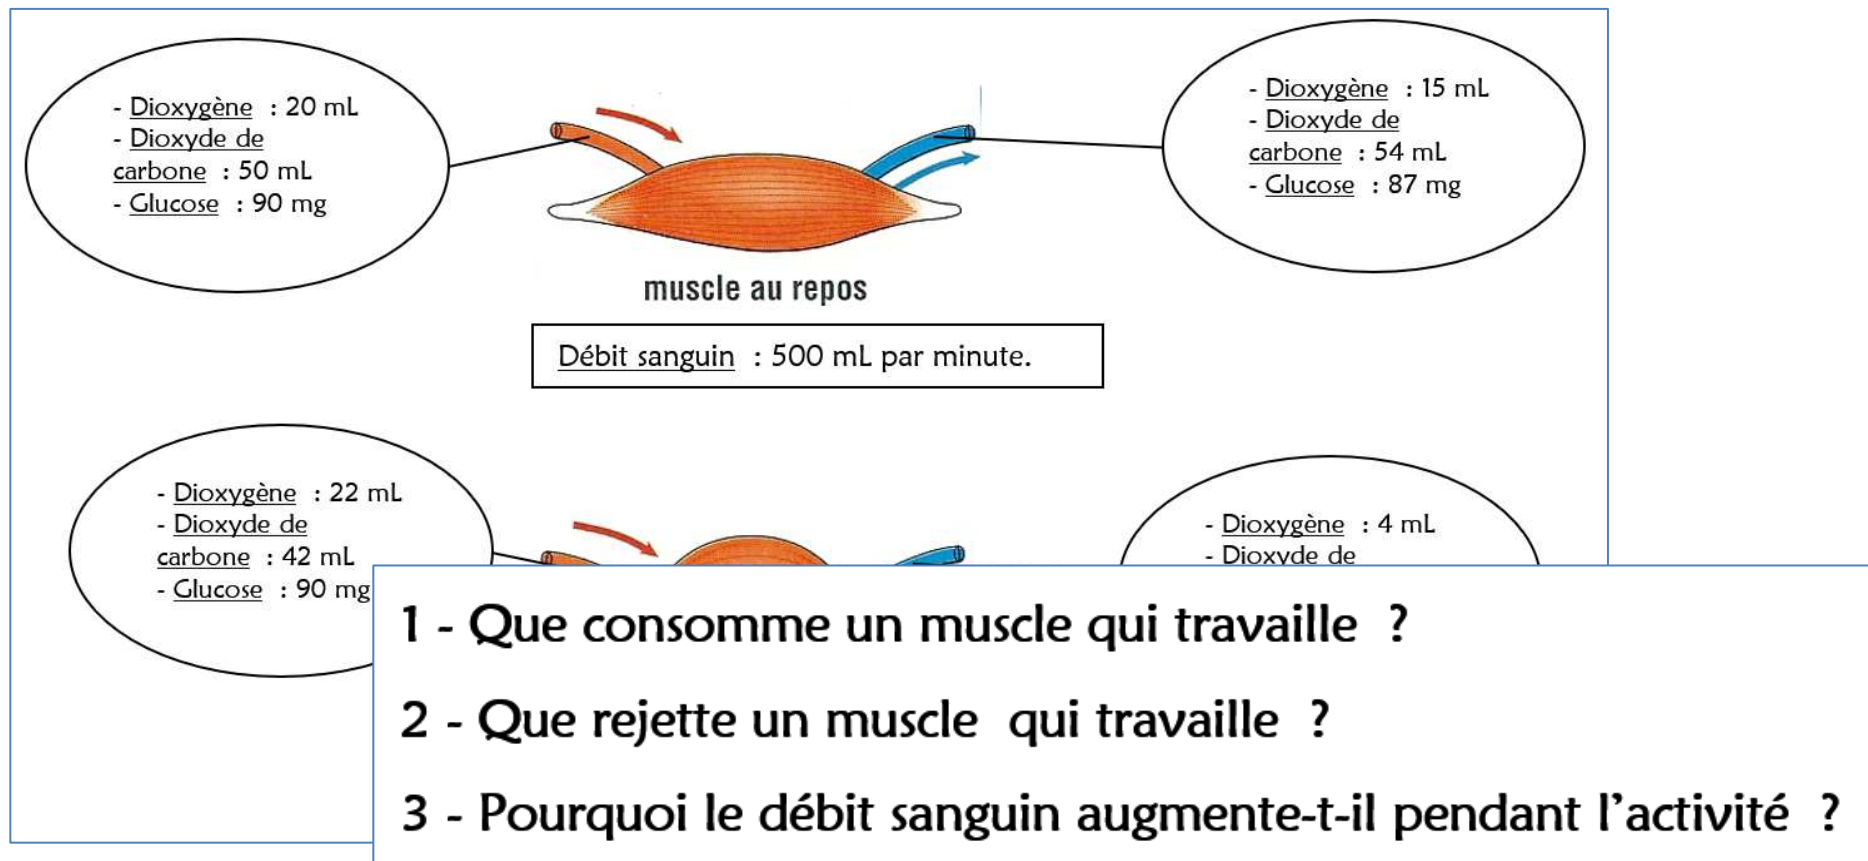 - Dioxygène : 20 mL
- Dioxyde de
carbone : 50 mL
- Glucose : 90 mg
- Dioxygène : 15 mL
- Dioxyde de
carbone : 54 mL
- Glucose : 87 mg
muscle au repos
Débit sanguin : 500 mL par minute.
- Dioxygène : 22 mL
- Dioxyde de
carbone : 42 mL
- Glucose : 90 mg
- Dioxygène : 4 mL
- Dioxyde de
1 - Que consomme un muscle qui travaille ?
2 - Que rejette un muscle qui travaille ?
3 - Pourquoi le débit sanguin augmente-t-il pendant l’activité ?